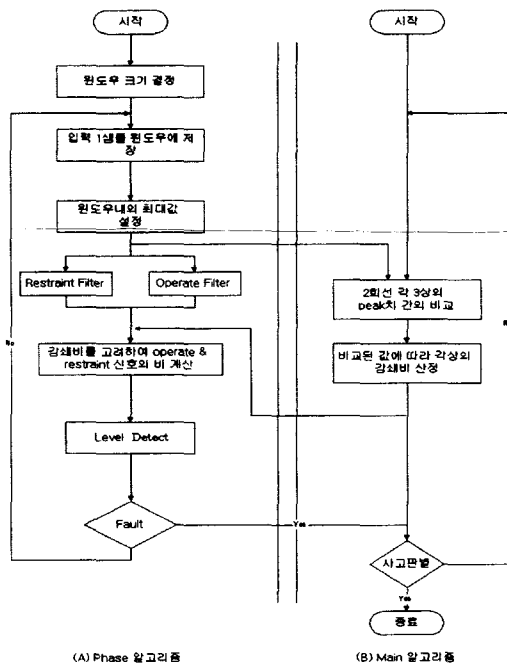 시작
윈도우 크기 결정
입력 1샘플 윈도우에 저
장
윈도우내의 최대값
설정
Restraint Filter
Operate Filter
감쇄비를 고려하여 operate &
restraint 신호의 비 계산
Level Detect
Fault
No
Yes
(A) Phase 알고리즘
시작
2회선 각 3상의
peak치 간의 비교
비교된 값에 따라 각상의
감쇄비 산정
사고판별
Yes
종료
(B) Main 알고리즘